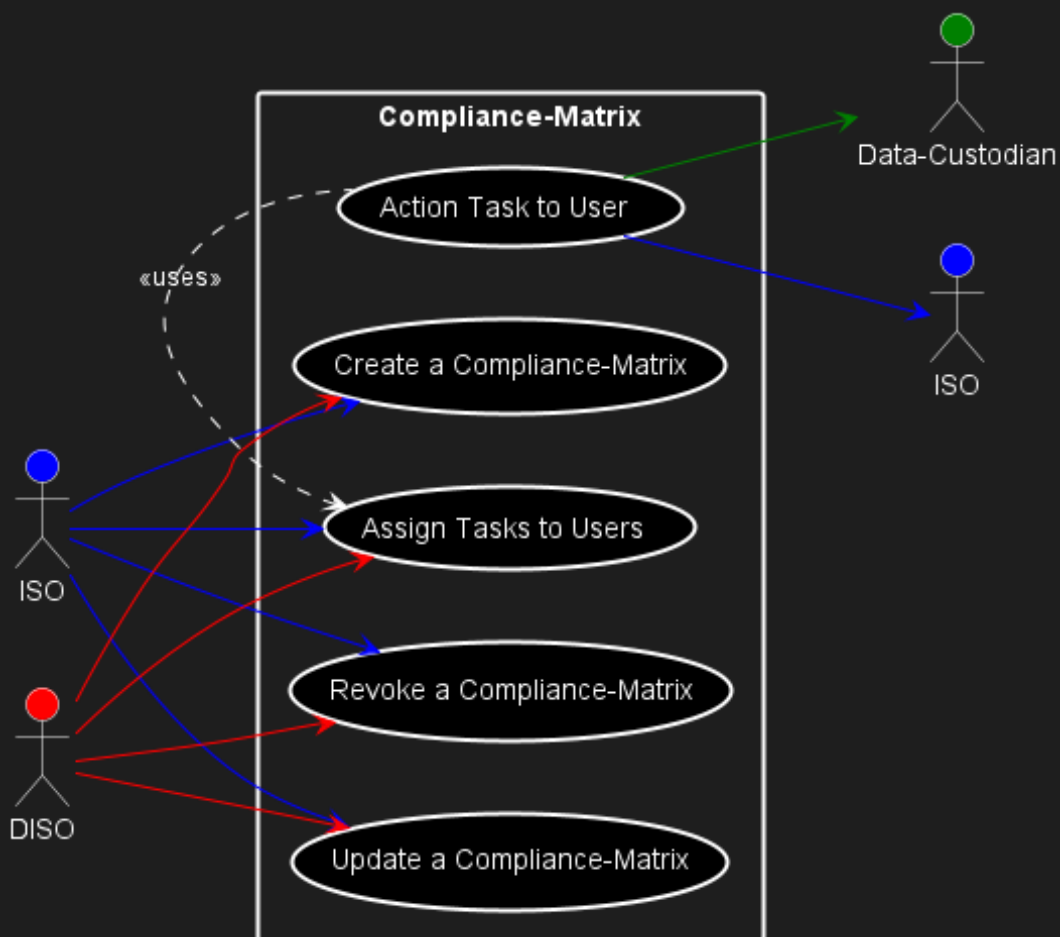 Compliance-Matrix
Data-Custodian
Action Task to User
«uses»
Create a Compliance-Matrix
ISO
Assign Tasks to Users
ISO
Revoke a Compliance-Matrix
DISO
Update a Compliance-Matrix